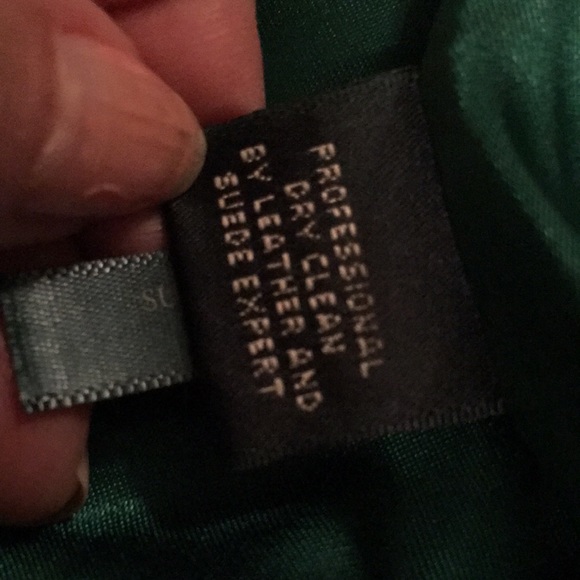 PROFESSIONAL
DRY CLEAN
BY LEATHER AND
SUEDE EXPERT